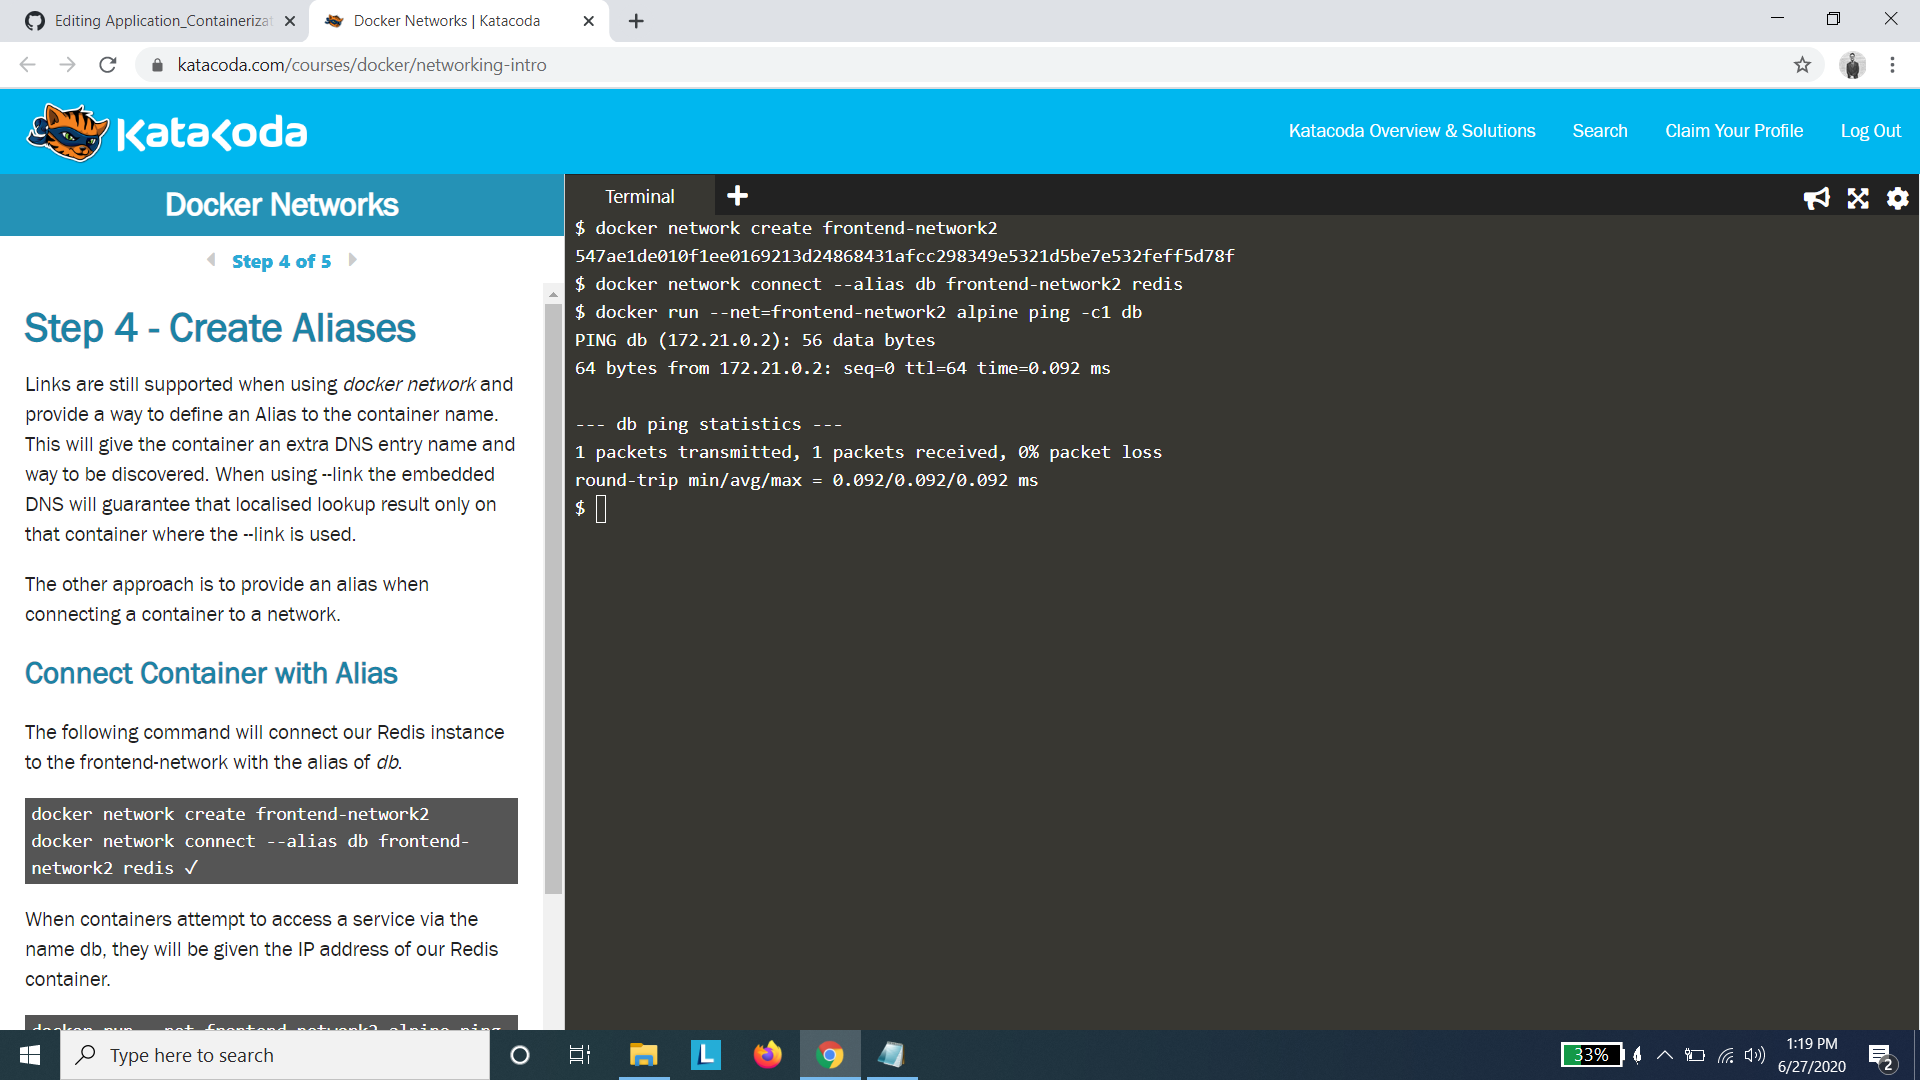 Editing Application_Containerizat
Docker Networks | Katacoda
katacoda.com/courses/docker/networking-intro
Katacoda
Katacoda Overview & Solutions
Search
Claim Your Profile
Log Out
Docker Networks
Step 4 of 5
Step 4 - Create Aliases
Links are still supported when using docker network and
provide a way to define an Alias to the container name.
This will give the container an extra DNS entry name and
way to be discovered. When using --link the embedded
DNS will guarantee that localised lookup result only on
that container where the --link is used.
The other approach is to provide an alias when
connecting a container to a network.
Connect Container with Alias
The following command will connect our Redis instance
to the frontend-network with the alias of db.
docker network create frontend-network2
docker network connect --alias db frontend-
network2 redis ✓
When containers attempt to access a service via the
name db, they will be given the IP address of our Redis
container.
docker run --net=frontend-network2 alpine ping
Terminal
$ docker network create frontend-network2
547ae1de010f1ee0169213d24868431afcc298349e5321d5be7e532feff5d78f
$ docker network connect --alias db frontend-network2 redis
$ docker run --net=frontend-network2 alpine ping -c1 db
PING db (172.21.0.2): 56 data bytes
64 bytes from 172.21.0.2: seq=0 ttl=64 time=0.092 ms
--- db ping statistics ---
1 packets transmitted, 1 packets received, 0% packet loss
round-trip min/avg/max = 0.092/0.092/0.092 ms
$
Type here to search
L
33%
1:19 PM
6/27/2020
2